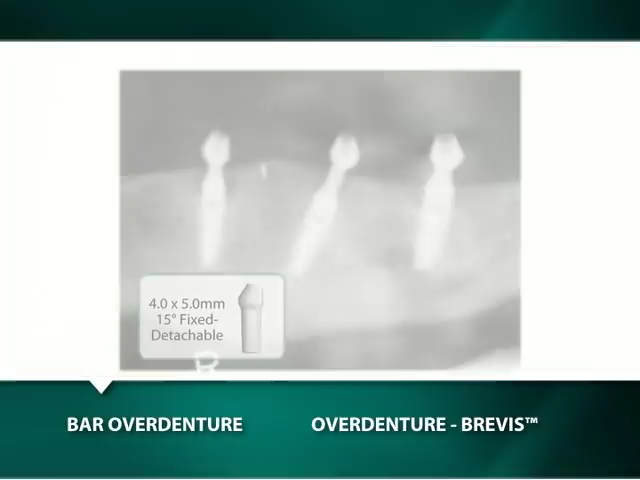 4.0 x 5.0mm
15° Fixed-
Detachable
BAR OVERDENTURE
OVERDENTURE - BREVIS™